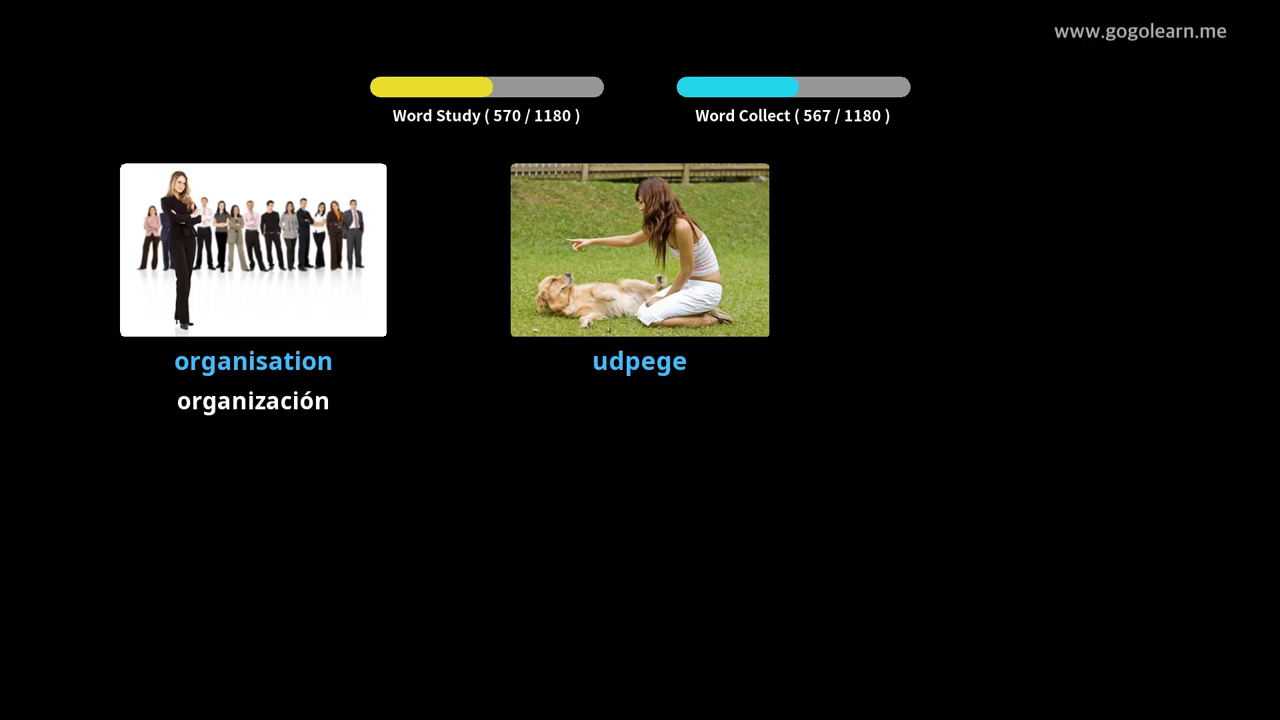 www.gogolearn.me
Word Study ( 570 / 1180 )
Word Collect ( 567 / 1180 )
organisation
organización
udpege